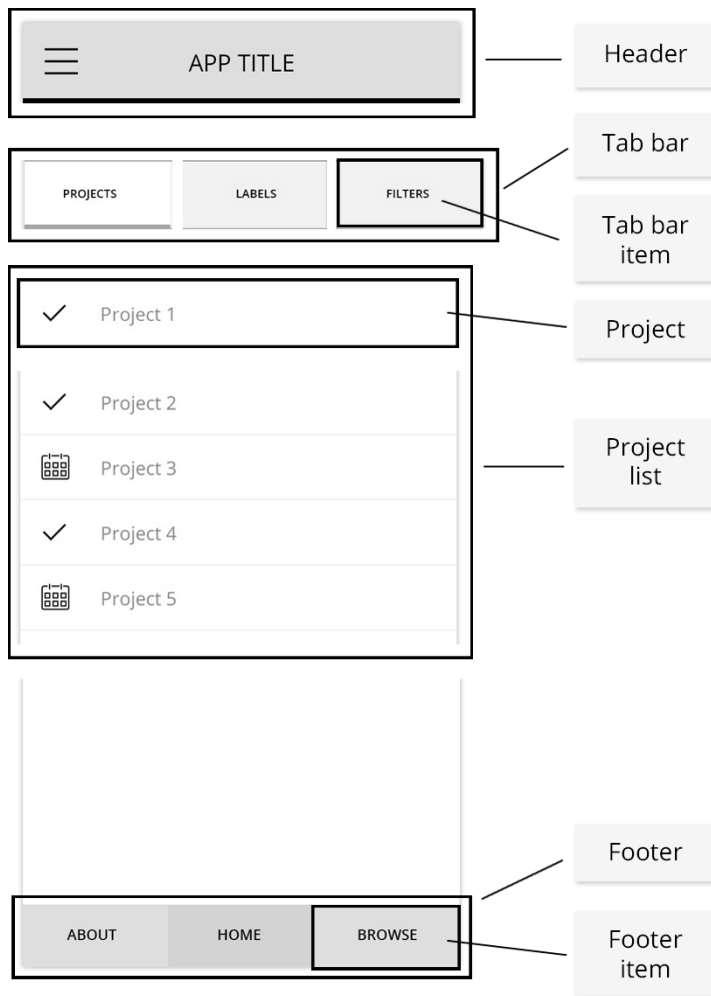 APP TITLE
Header
Tab bar
PROJECTS
LABELS
FILTERS
Tab bar
item
Project 1
Project
Project 2
Project 3
Project
list
Project 4
Project 5
Footer
ABOUT
HOME
BROWSE
Footer
item